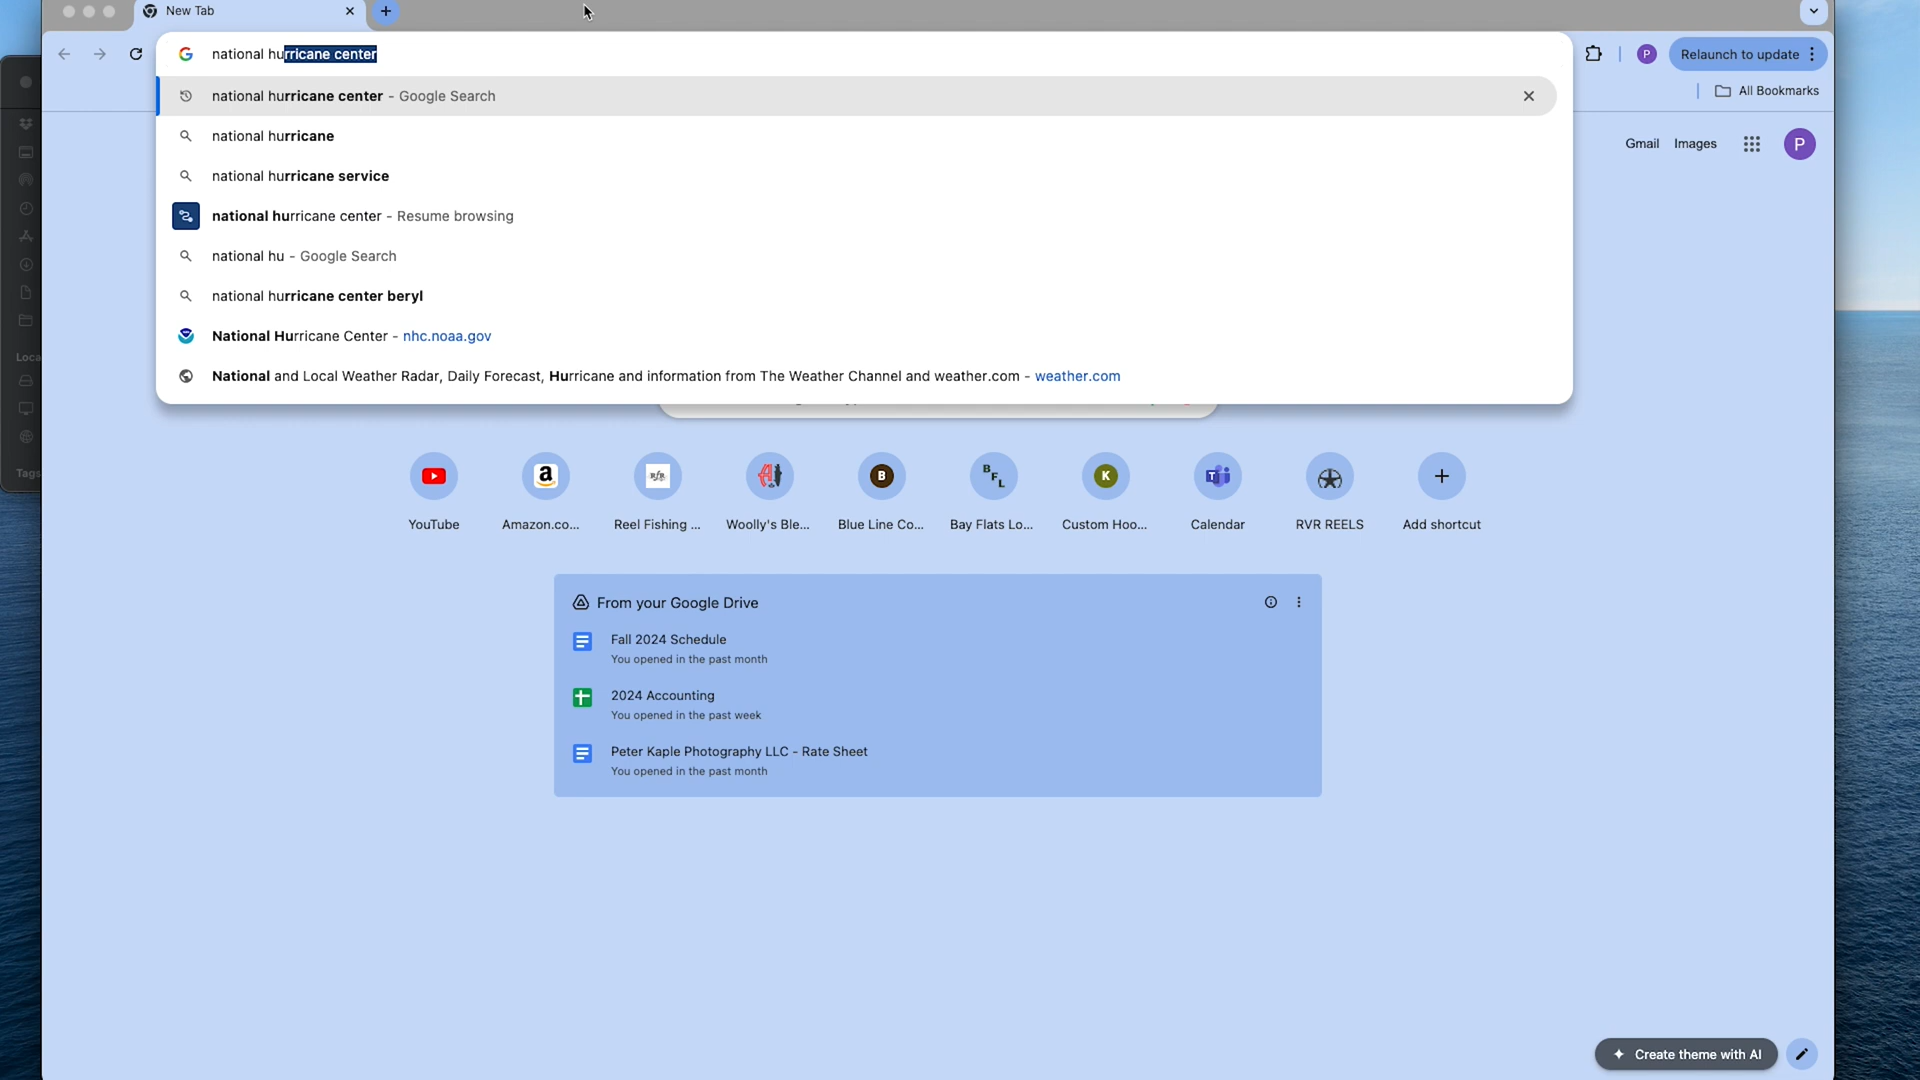 New Tab
national hurricane center
Relaunch to update
national hurricane center - Google Search
All Bookmarks
national hurricane
Gmail Images P
national hurricane service
national hurricane center - Resume browsing
national hu - Google Search
national hurricane center beryl
National Hurricane Center - nhc.noaa.gov
Loca
National and Local Weather Radar, Daily Forecast, Hurricane and information from The Weather Channel and weather.com - weather.com
Tags
YouTube Amazon.co... Reel Fishing ... Woolly's Ble... Blue Line Co... Bay Flats Lo... Custom Hoo... Calendar RVR REELS Add shortcut
From your Google Drive
Fall 2024 Schedule
You opened in the past month
2024 Accounting
You opened in the past week
Peter Kaple Photography LLC - Rate Sheet
You opened in the past month
Create theme with AI